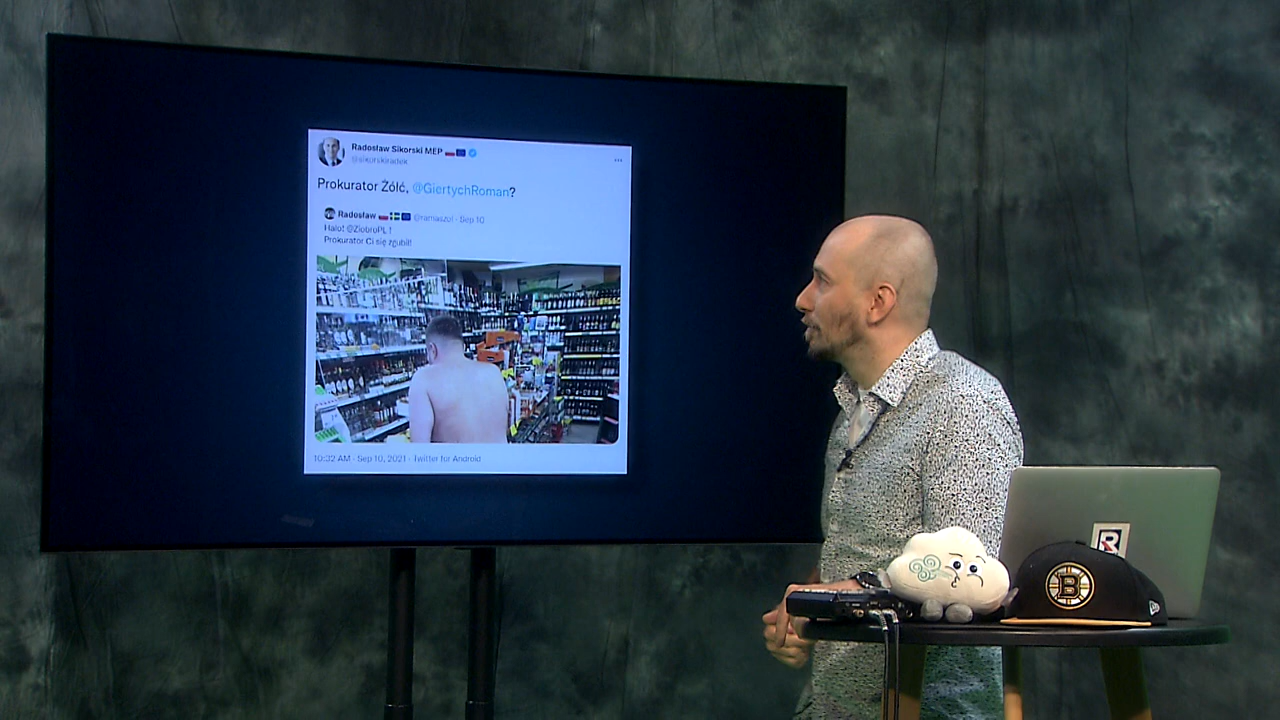 Radosław Sikorski MEP
@sikorskiradek
Prokurator Żółć, @GiertychRoman?
Radosław @ramaszol · Sep 10
Halo! @ZiobroPL !
Prokurator Ci się zgubił!
10:32 AM · Sep 10, 2021 · Twitter for Android
R
B